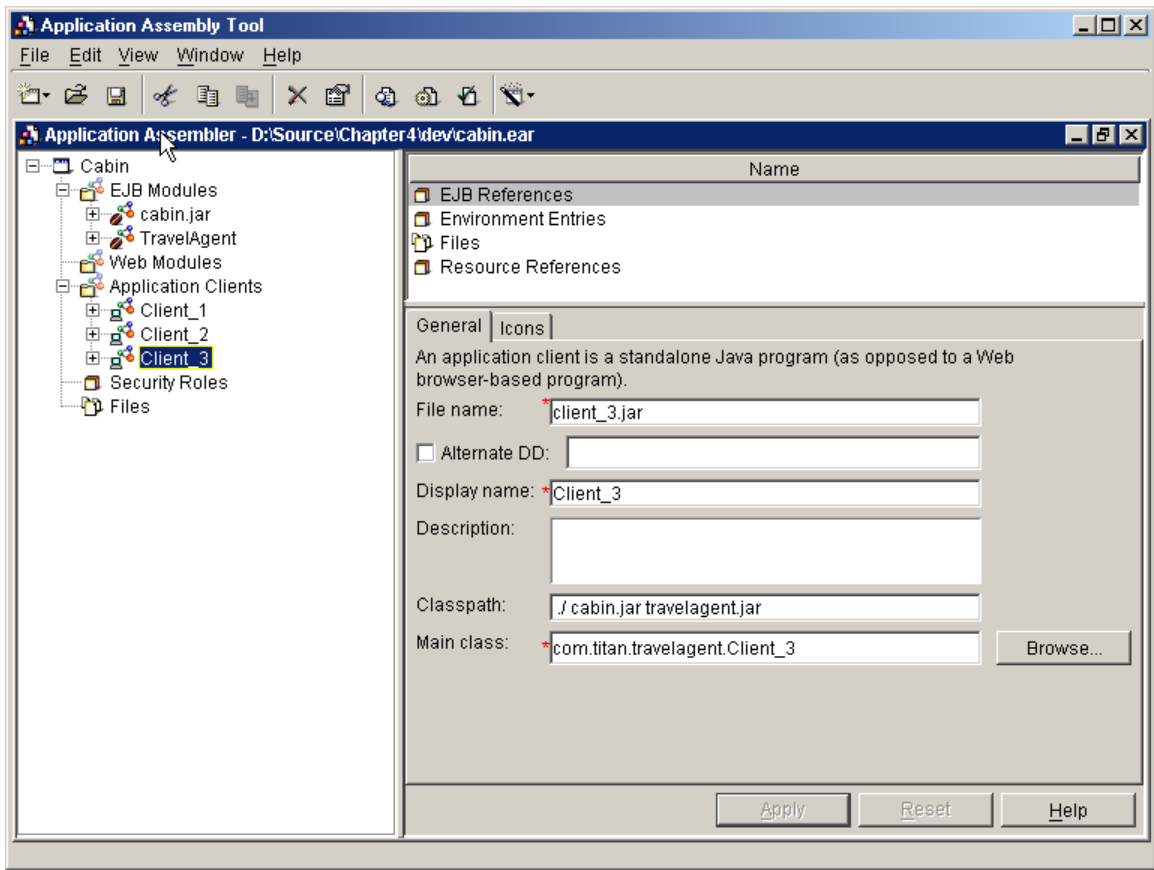 Application Assembly Tool
File Edit View Window Help
Application Assembler - D:\Source\Chapter4\dev\cabin.ear
Cabin
EJB Modules
cabin.jar
TravelAgent
Web Modules
Application Clients
Client_1
Client_2
Client_3
Security Roles
Files
Name
EJB References
Environment Entries
Files
Resource References
General Icons
An application client is a standalone Java program (as opposed to a Web
browser-based program).
File name: *client_3.jar
Alternate DD:
Display name: *Client_3
Description:
Classpath: ./ cabin.jar travelagent.jar
Main class: *com.titan.travelagent.Client_3 Browse...
Apply Reset Help